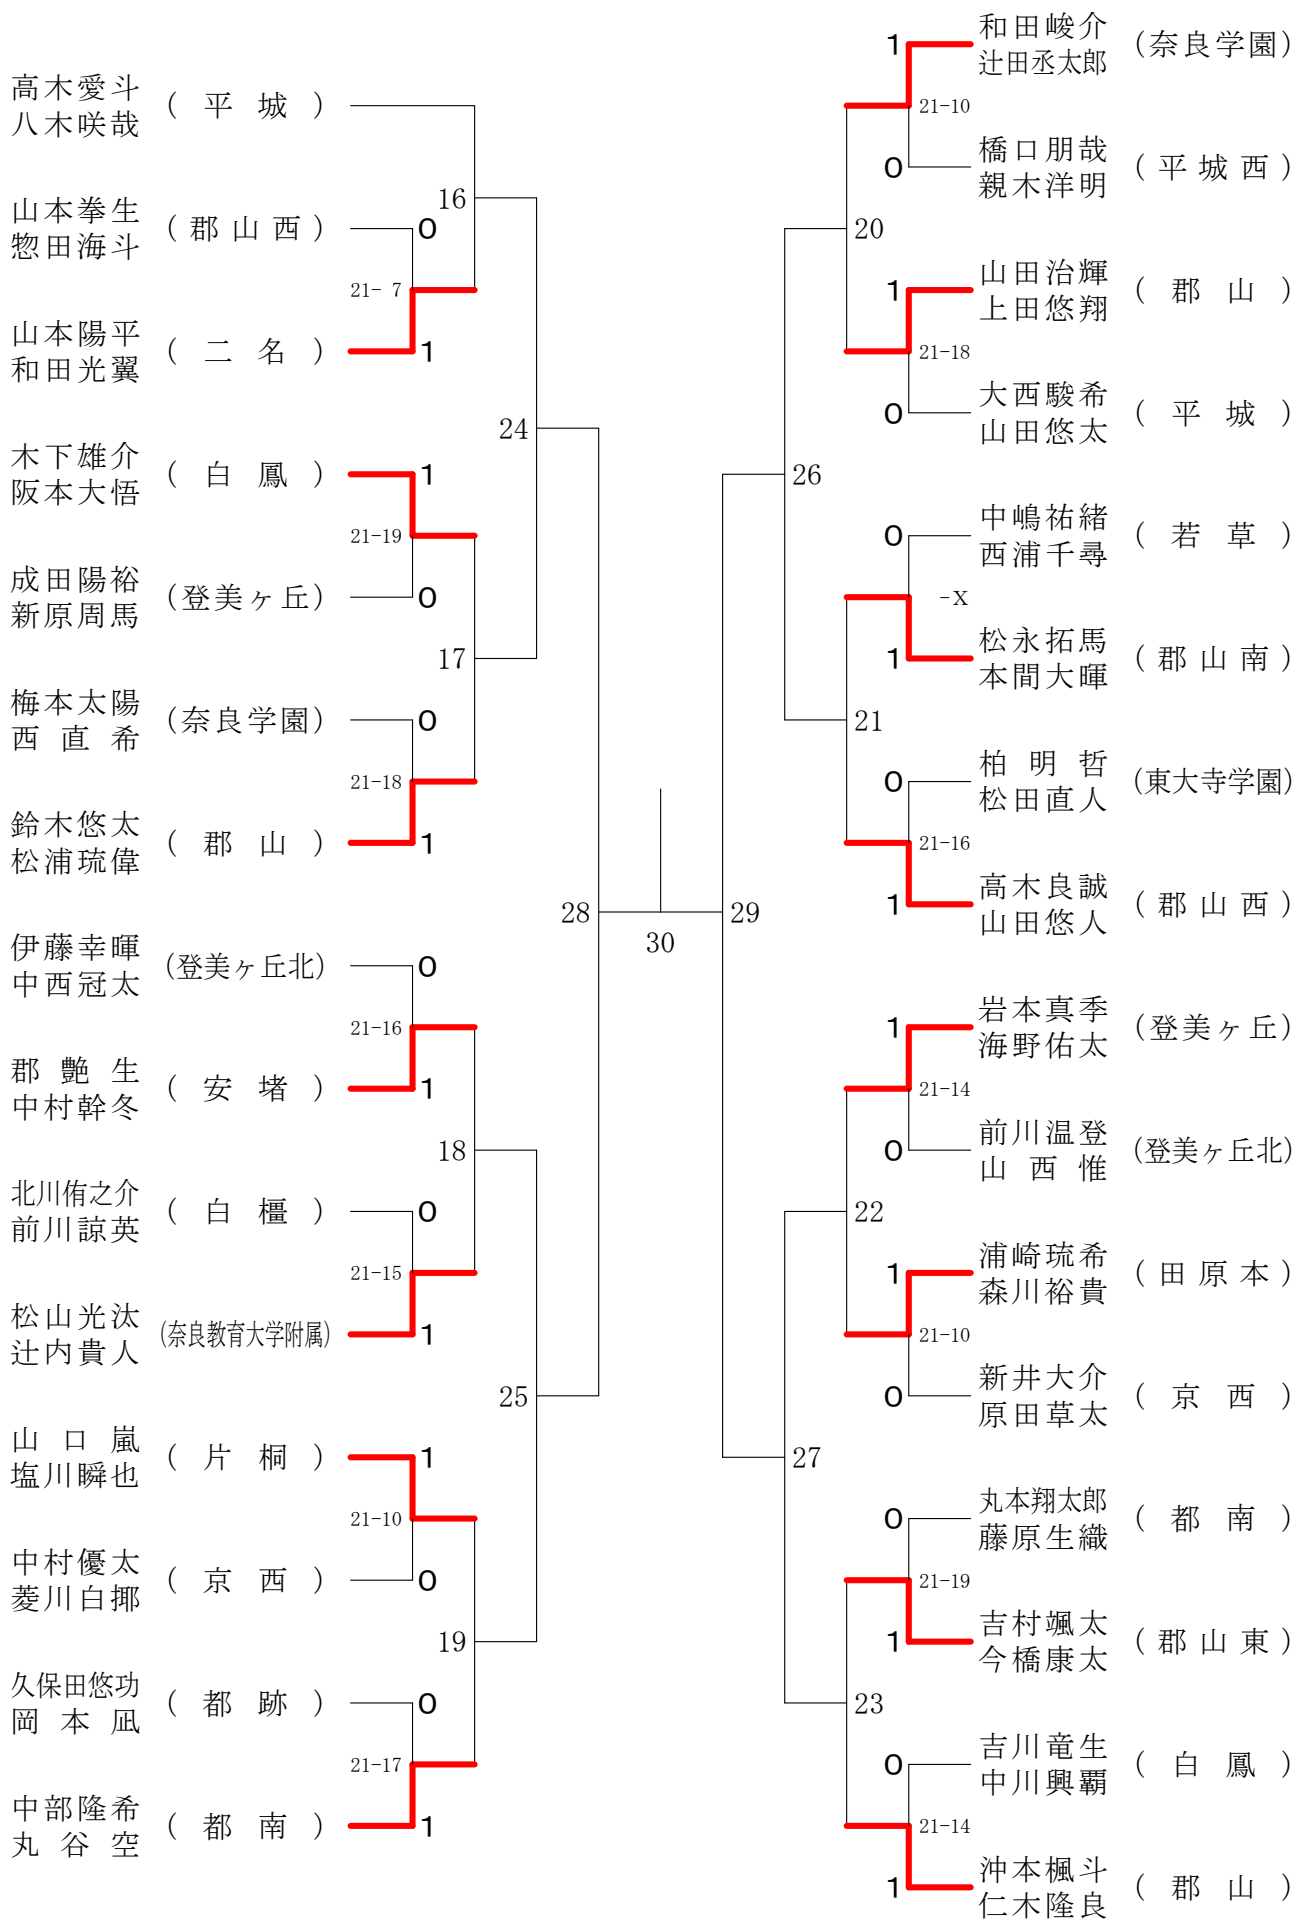 高木愛斗
八木咲哉
( 平 城 )
16
山本拳生
惣田海斗
( 郡 山 西 )
0
21- 7
山本陽平
和田光翼
( 二 名 )
1
24
木下雄介
阪本大悟
( 白 鳳 )
1
21-19
成田陽裕
新原周馬
(登美ヶ丘)
0
17
梅本太陽
西 直 希
(奈良学園)
0
21-18
鈴木悠太
松浦琉偉
( 郡 山 )
1
28
伊藤幸暉
中西冠太
(登美ヶ丘北)
0
21-16
郡 艶 生
中村幹冬
( 安 堵 )
1
18
北川侑之介
前川諒英
( 白 橿 )
0
21-15
松山光汰
辻内貴人
(奈良教育大学附属)
1
25
山 口 嵐
塩川瞬也
( 片 桐 )
1
21-10
中村優太
菱川白揶
( 京 西 )
0
19
久保田悠功
岡 本 凪
( 都 跡 )
0
21-17
中部隆希
丸 谷 空
( 都 南 )
1
30
1
和田峻介
辻田丞太郎
(奈良学園)
21-10
0
橋口朋哉
親木洋明
( 平 城 西 )
20
1
山田治輝
上田悠翔
( 郡 山 )
21-18
0
大西駿希
山田悠太
( 平 城 )
26
0
中嶋祐緒
西浦千尋
( 若 草 )
-X
1
松永拓馬
本間大暉
( 郡 山 南 )
21
0
柏 明 哲
松田直人
(東大寺学園)
21-16
1
高木良誠
山田悠人
( 郡 山 西 )
29
1
岩本真季
海野佑太
(登美ヶ丘)
21-14
0
前川温登
山 西 惟
(登美ヶ丘北)
22
1
浦崎琉希
森川裕貴
( 田 原 本 )
21-10
0
新井大介
原田草太
( 京 西 )
27
0
丸本翔太郎
藤原生織
( 都 南 )
21-19
1
吉村颯太
今橋康太
( 郡 山 東 )
23
0
吉川竜生
中川興覇
( 白 鳳 )
21-14
1
沖本楓斗
仁木隆良
( 郡 山 )